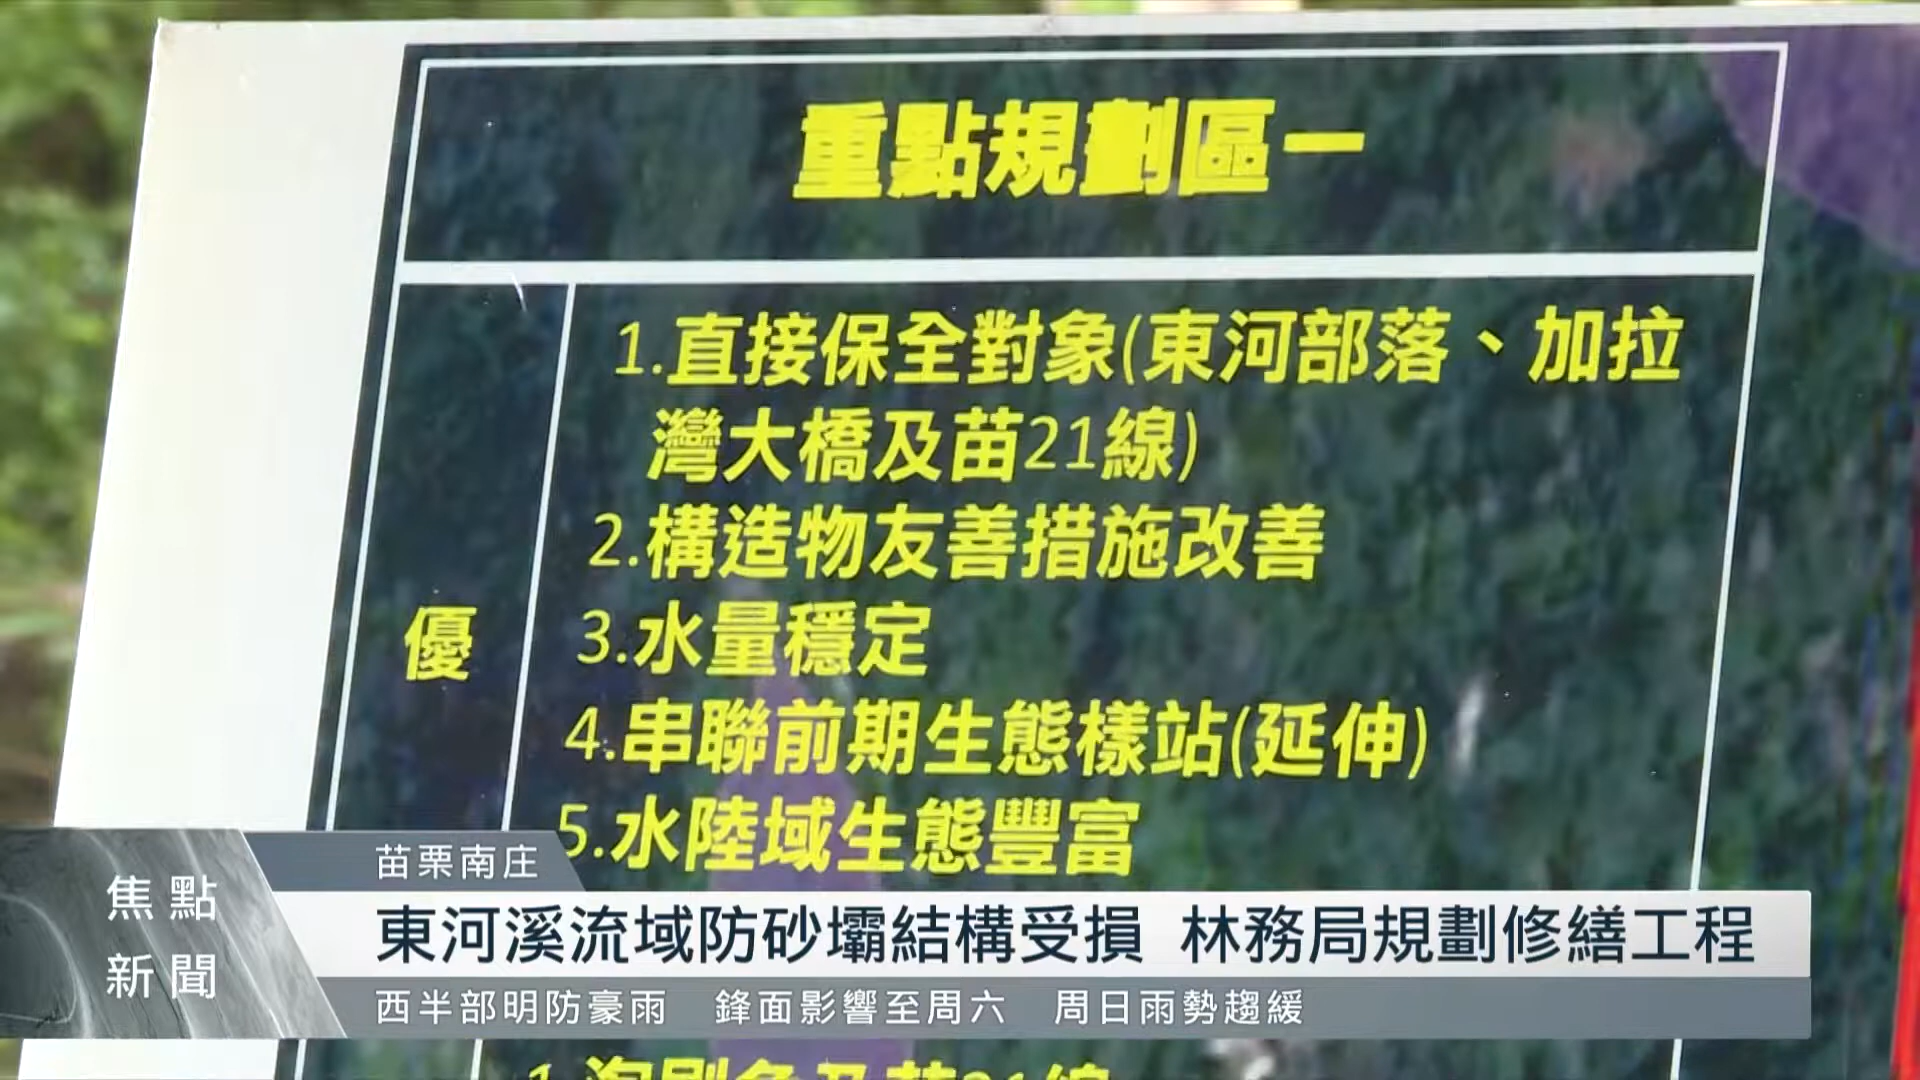 重點規劃區一
1.直接保全對象(東河部落、加拉
灣大橋及苗21線)
2.構造物友善措施改善
優
3.水量穩定
4.串聯前期生態樣站(延伸)
5.水陸域生態豐富
苗栗南庄
焦點
新聞
東河溪流域防砂壩結構受損 林務局規劃修繕工程
西半部明防豪雨 鋒面影響至周六 周日雨勢趨緩